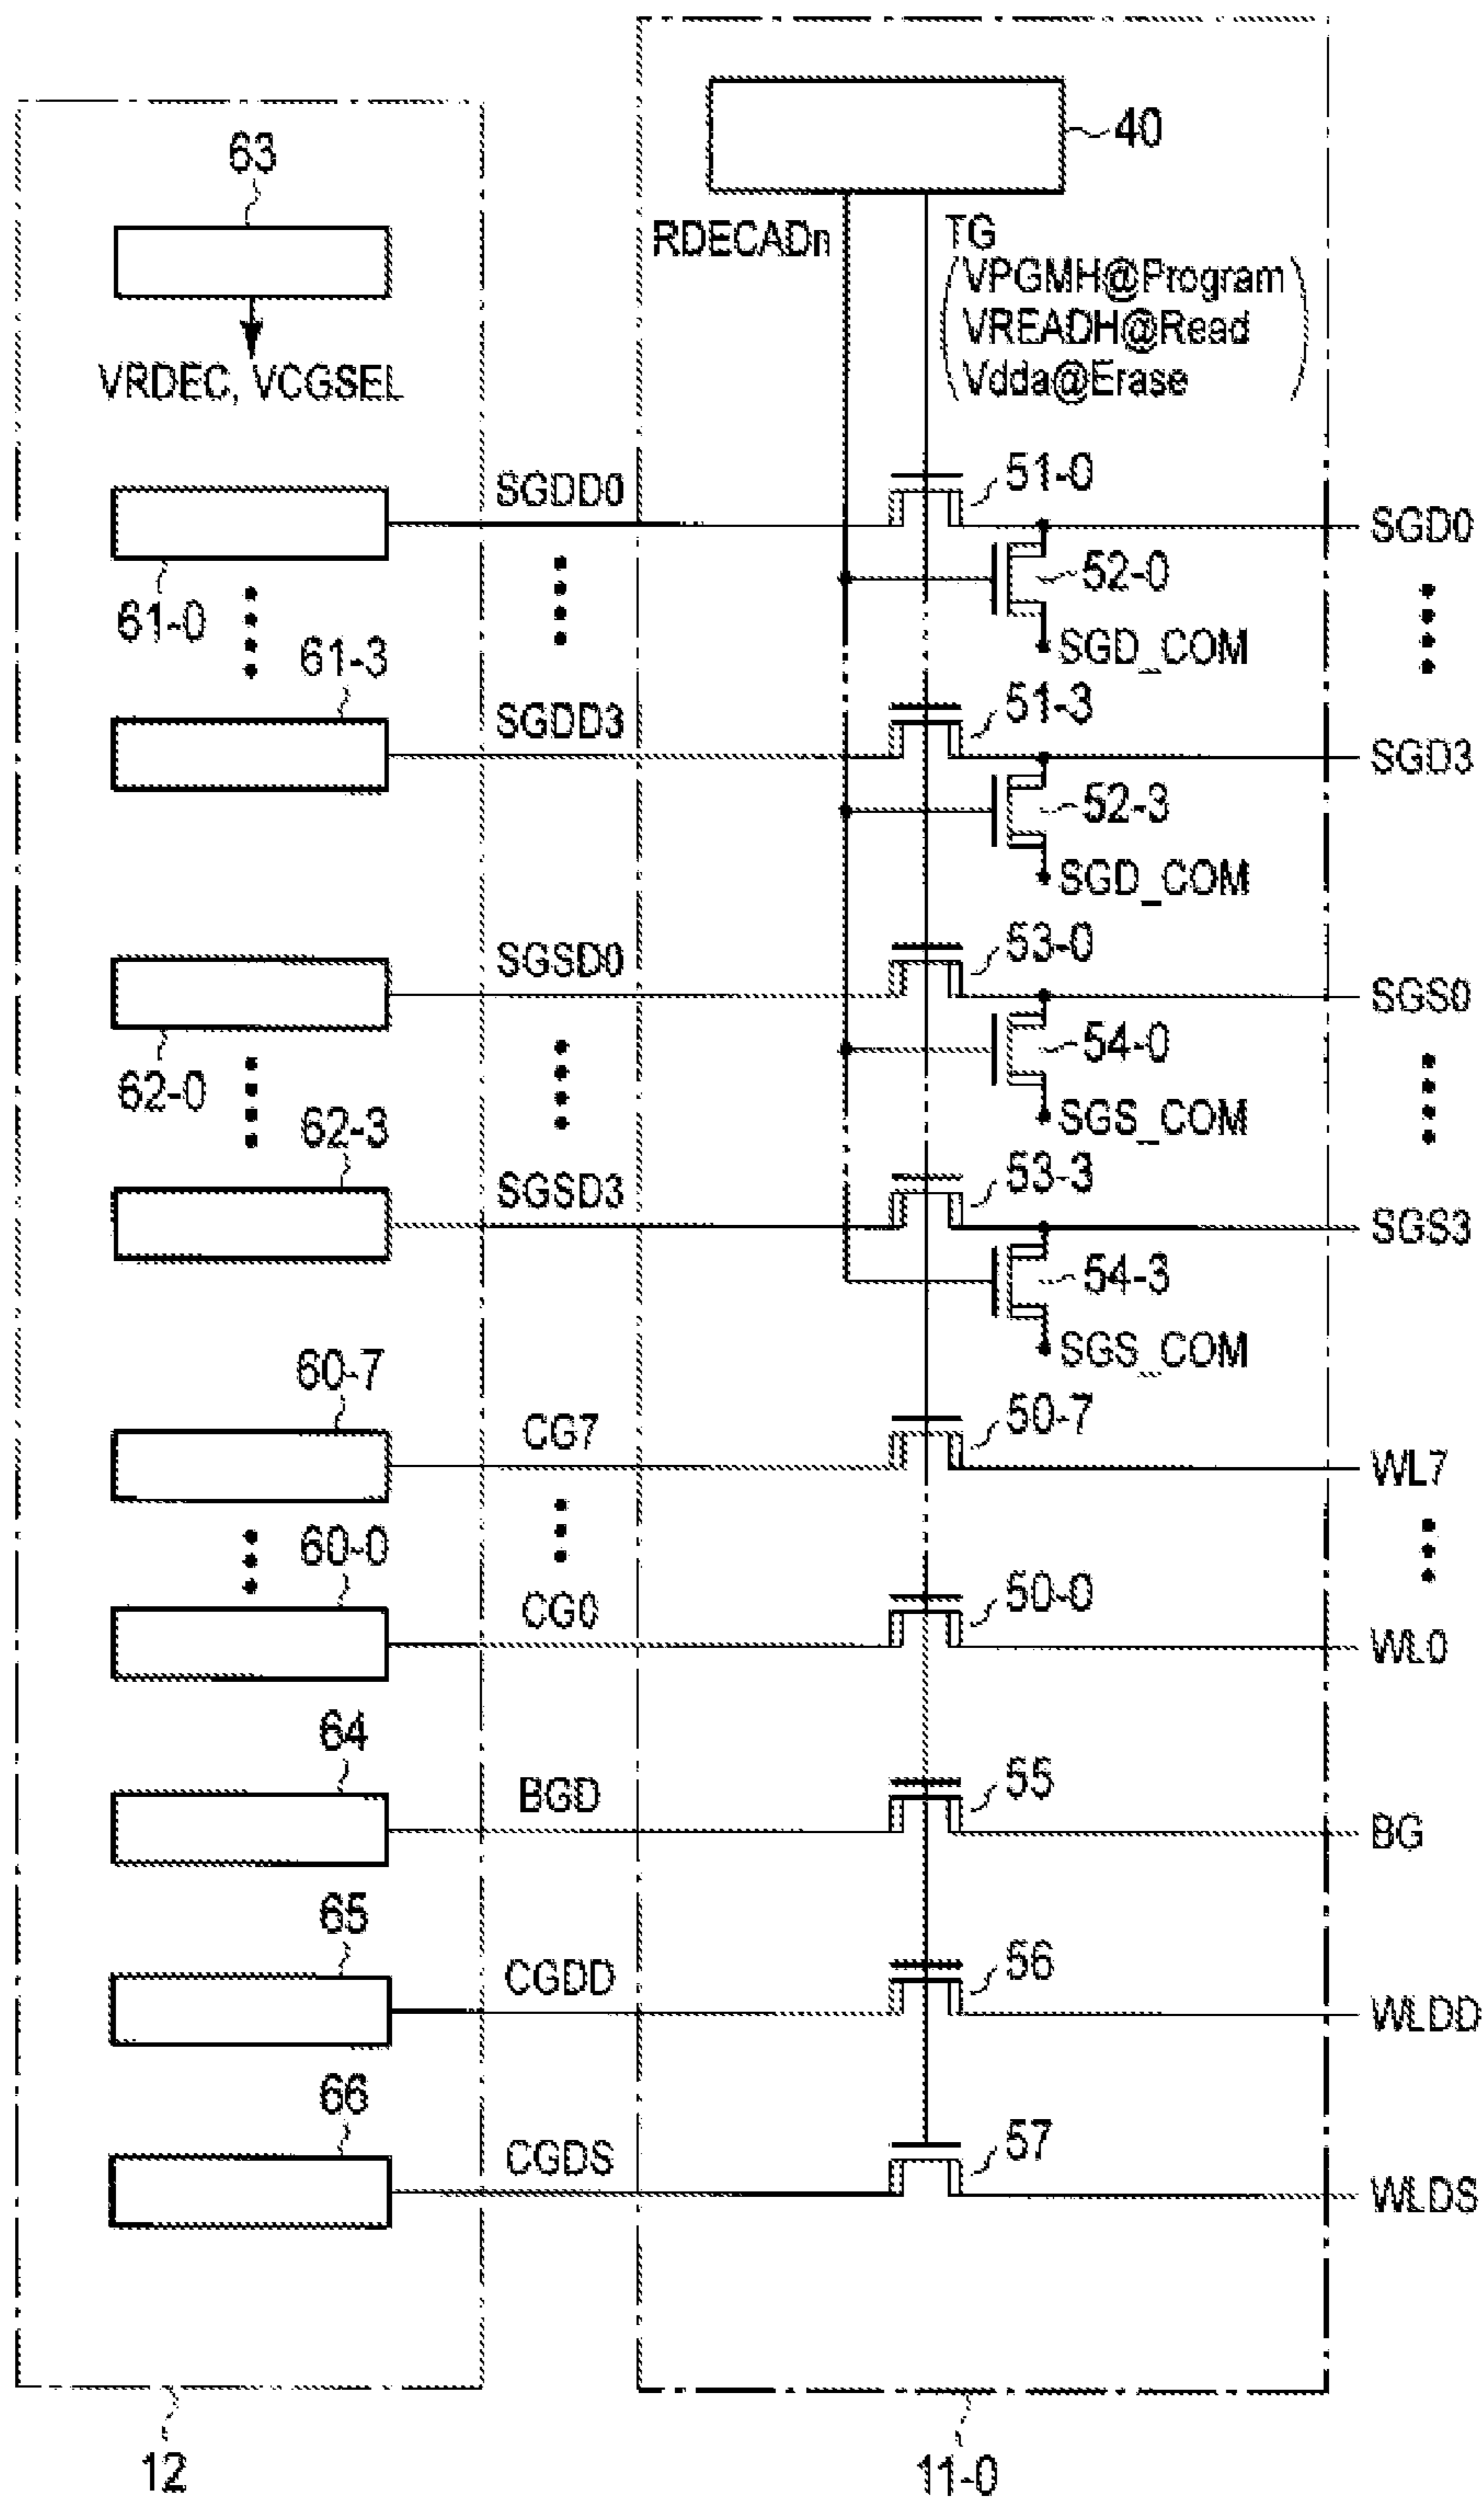 40
63
RDECADn
TG
VPGMH@Program
VREADH@Read
Vdda@Erase
VRDEC, VCGSEL
SGDD0
51-0
SGD0
52-0
61-0
SGD_COM
61-3
SGDD3
51-3
SGD3
52-3
SGD_COM
SGSD0
53-0
SGS0
54-0
62-0
SGS_COM
62-3
SGSD3
53-3
SGS3
54-3
SGS_COM
60-7
CG7
50-7
WL7
60-0
CG0
50-0
WL0
64
BGD
55
BG
65
CGDD
56
WLDD
66
CGDS
57
WLDS
12
11-0